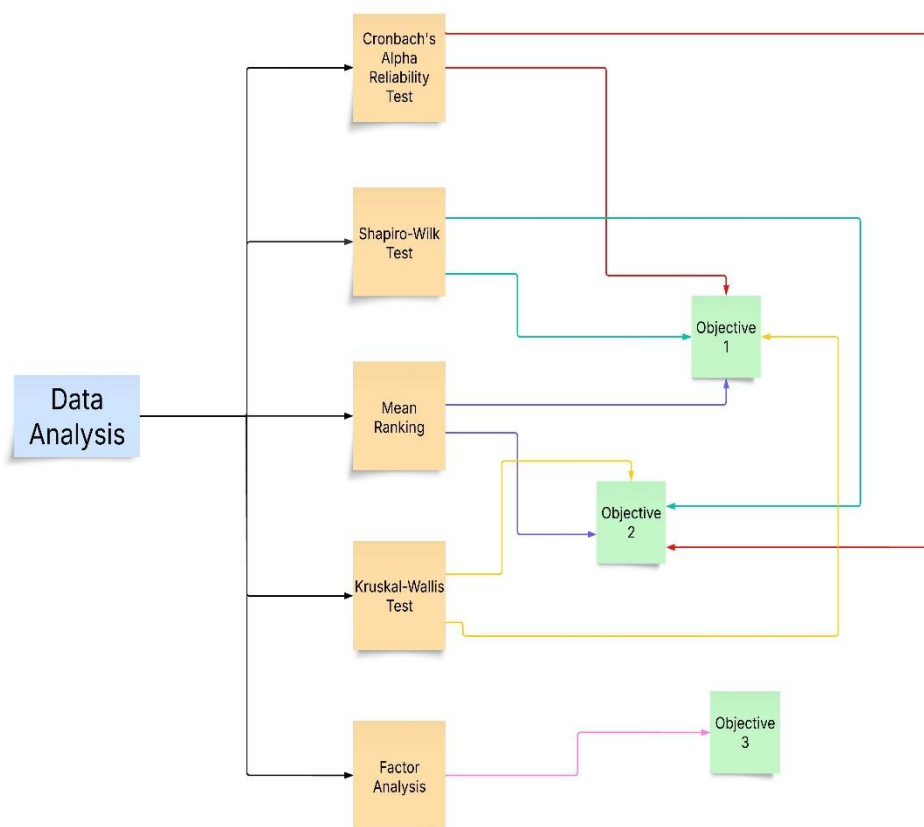 Cronbach's
Alpha
Reliability
Test
Shapiro-Wilk
Test
Objective
1
Data
Analysis
Mean
Ranking
Objective
2
Kruskal-Wallis
Test
Objective
3
Factor
Analysis